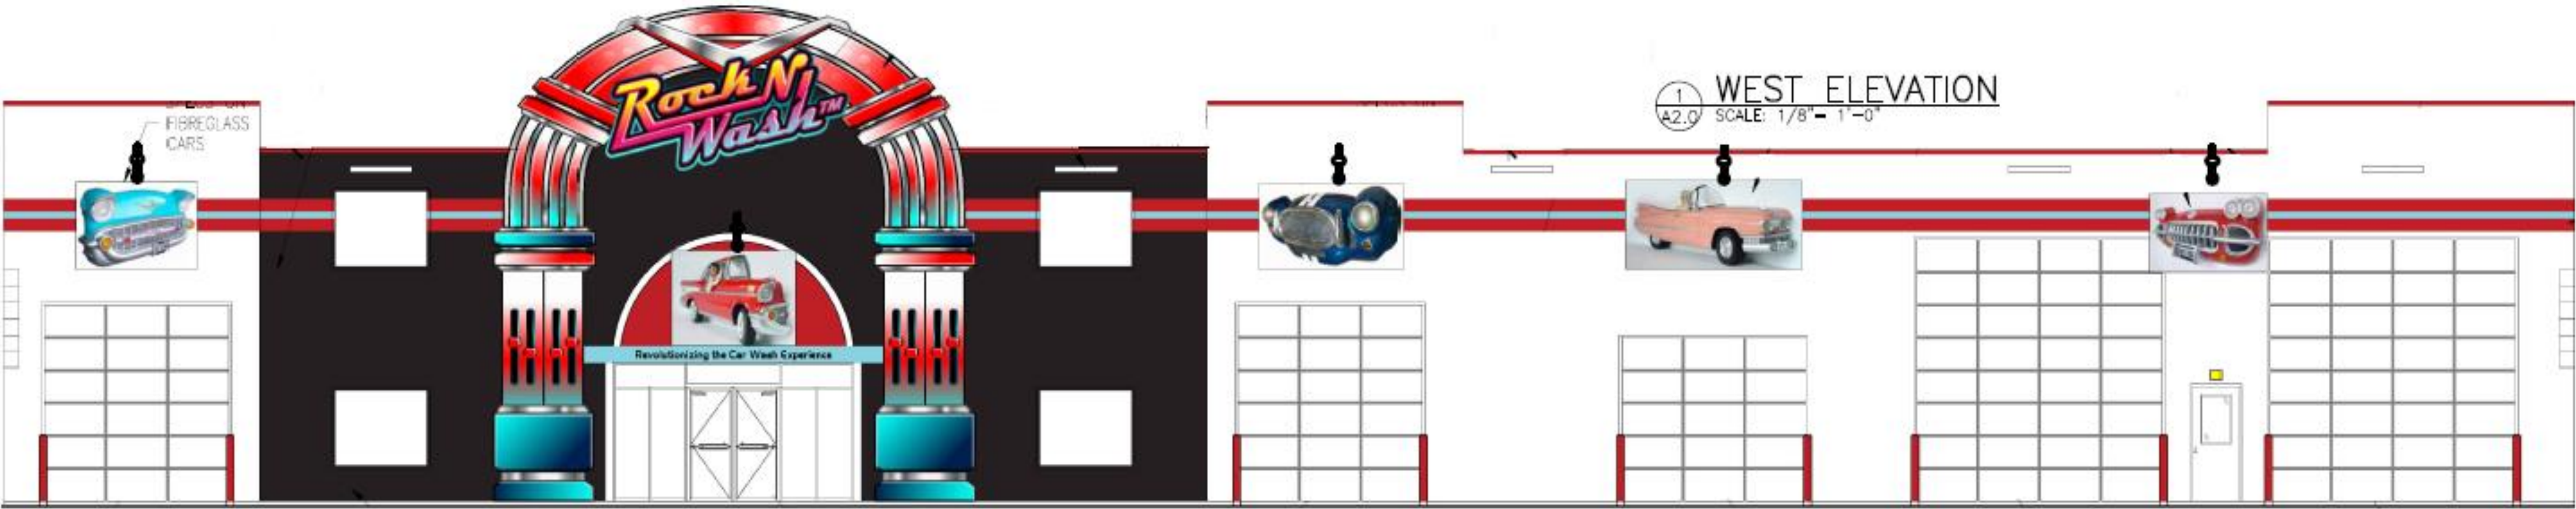 FIBREGLASS
CARS
Rock N
Wash™
Revolutionizing the Car Wash Experience
1
A2.0
WEST ELEVATION
SCALE: 1/8"= 1'-0"